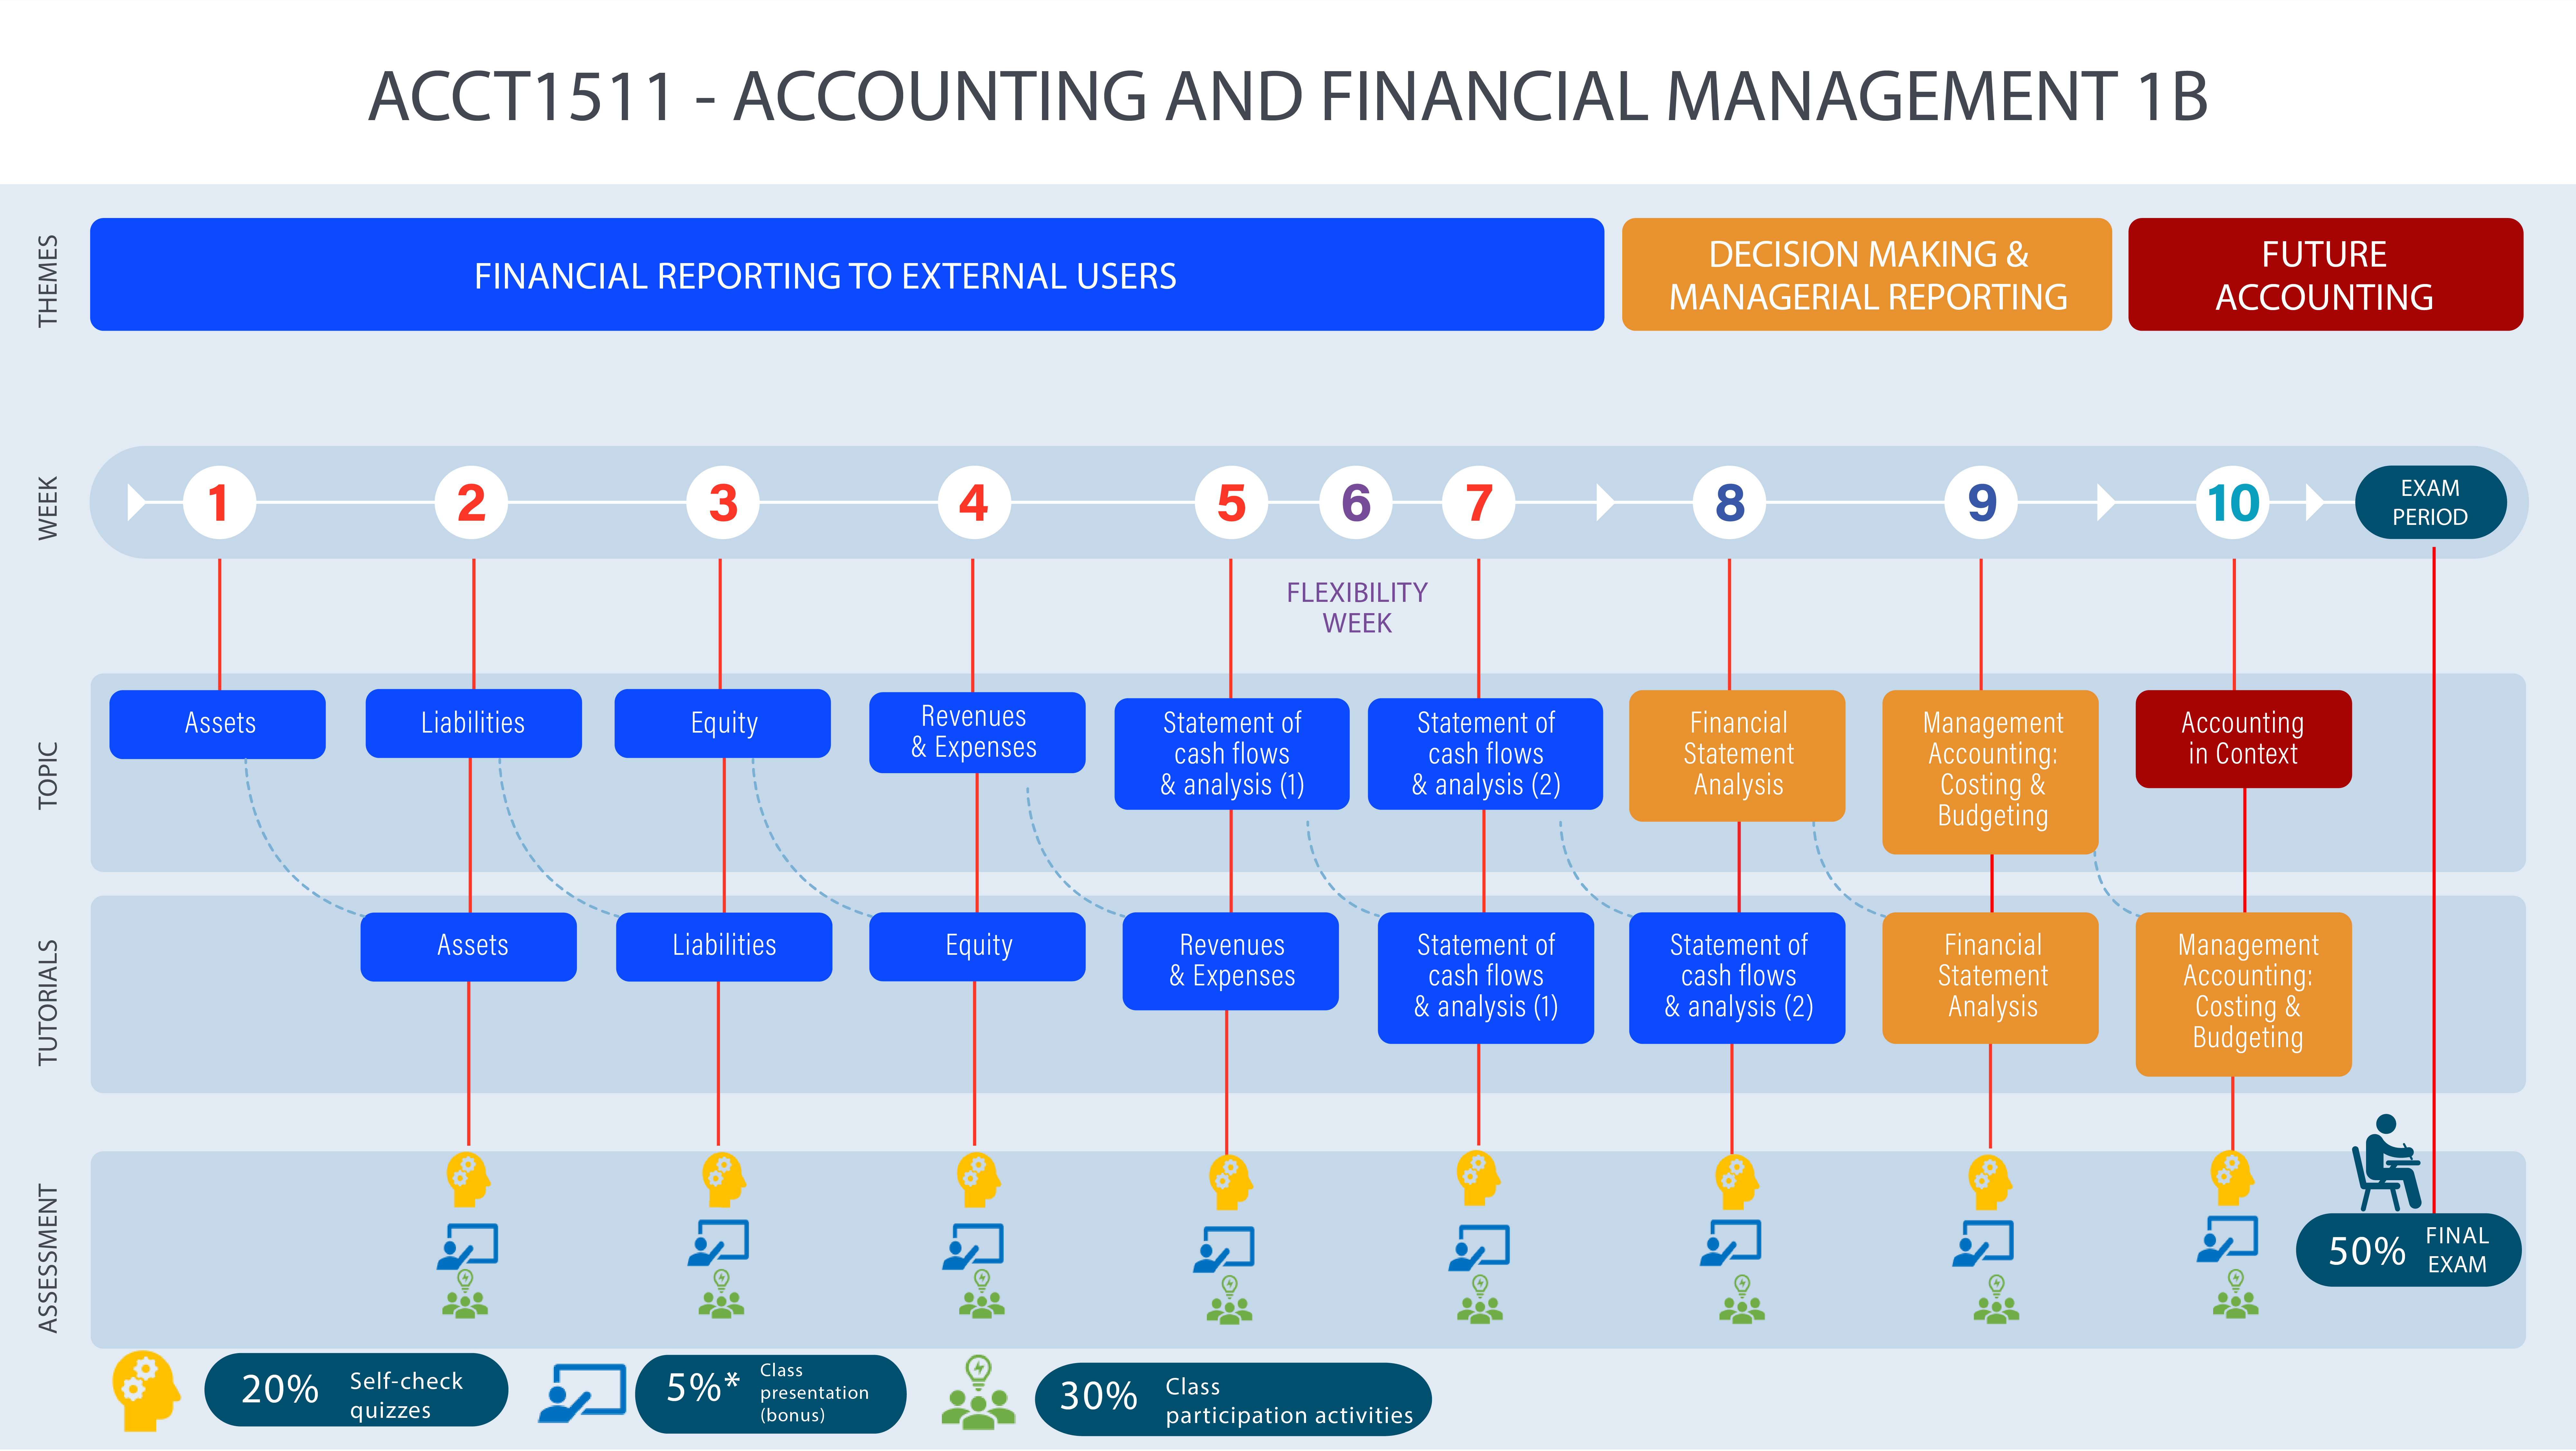 ACCT1511 - ACCOUNTING AND FINANCIAL MANAGEMENT 1B
THEMES
FINANCIAL REPORTING TO EXTERNAL USERS
DECISION MAKING &
MANAGERIAL REPORTING
FUTURE
ACCOUNTING
WEEK
1
2
3
4
5
6
7
8
9
10
EXAM
PERIOD
FLEXIBILITY
WEEK
TOPIC
Assets
Liabilities
Equity
Revenues
& Expenses
Statement of
cash flows
& analysis (1)
Statement of
cash flows
& analysis (2)
Financial
Statement
Analysis
Management
Accounting:
Costing &
Budgeting
Accounting
in Context
TUTORIALS
Assets
Liabilities
Equity
Revenues
& Expenses
Statement of
cash flows
& analysis (1)
Statement of
cash flows
& analysis (2)
Financial
Statement
Analysis
Management
Accounting:
Costing &
Budgeting
ASSESSMENT
50%
FINAL
EXAM
20%
Self-check
quizzes
5%*
Class
presentation
(bonus)
30%
Class
participation activities